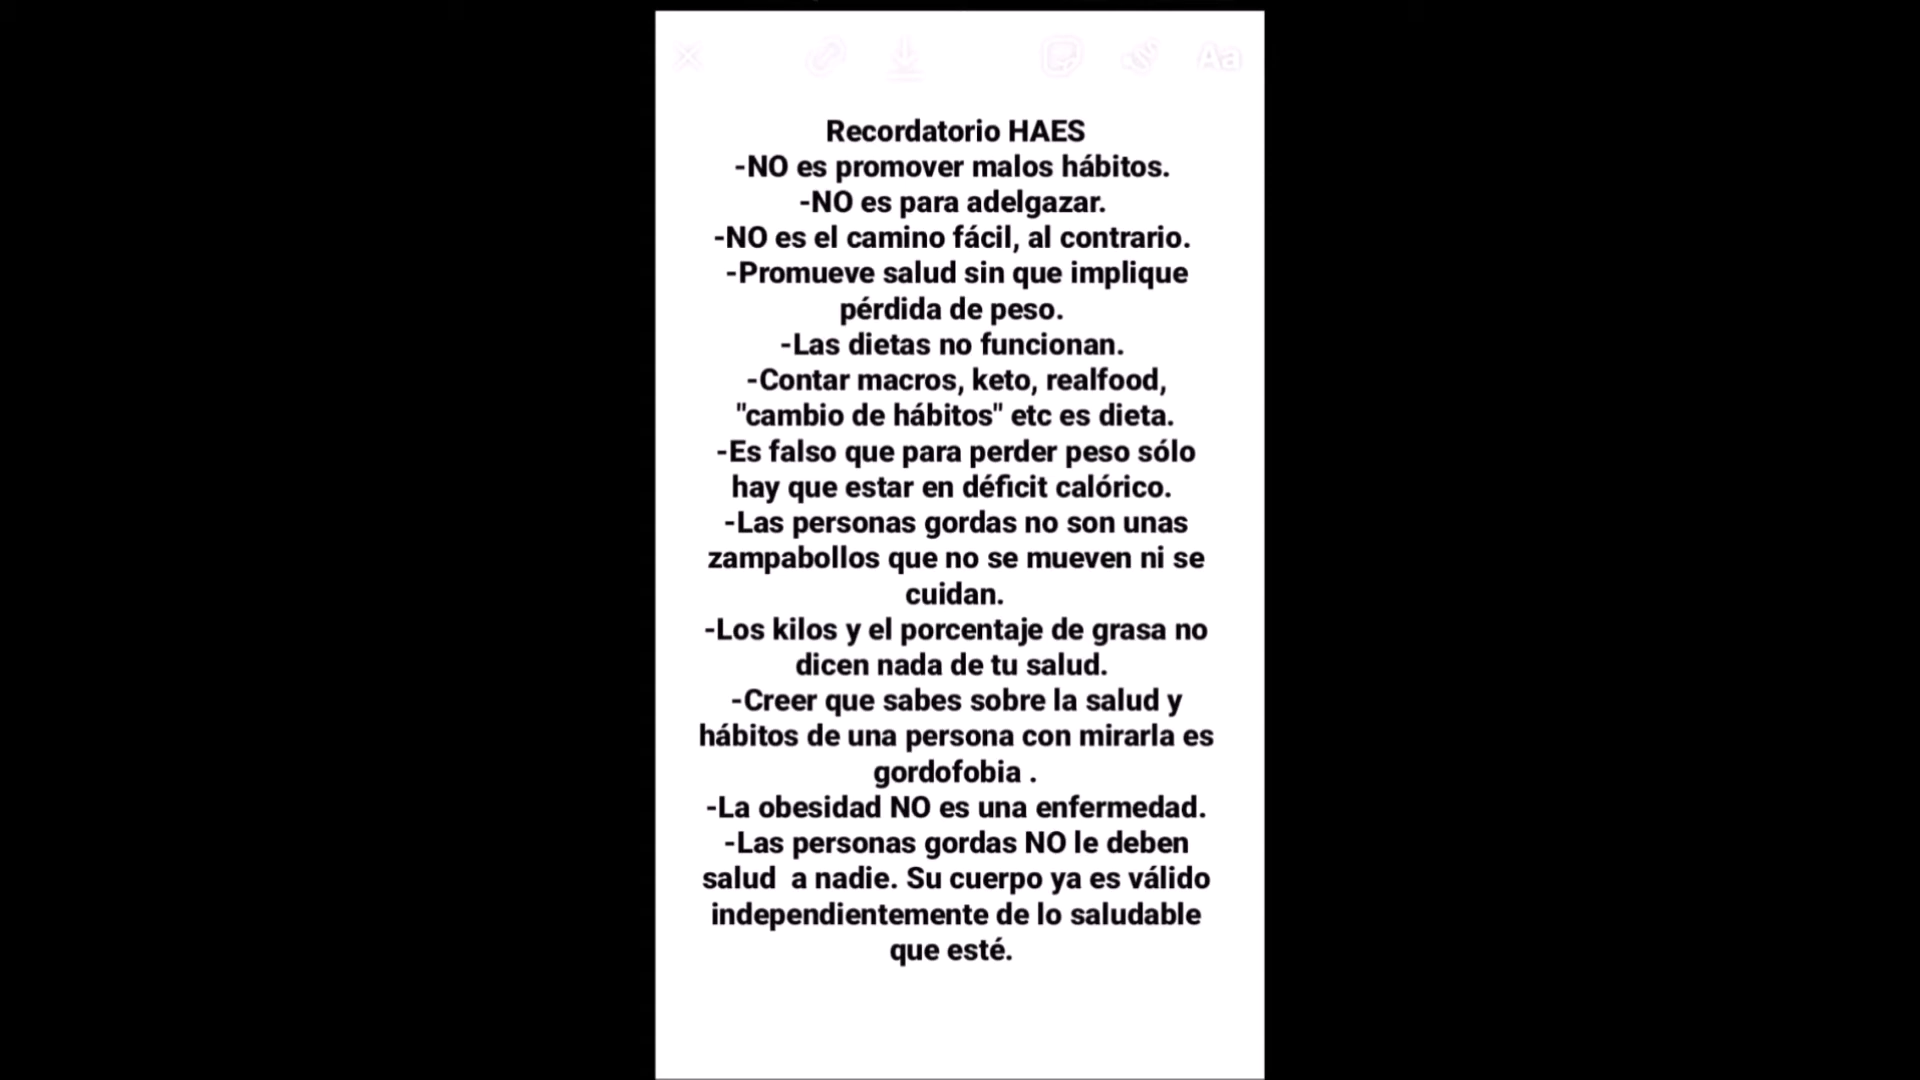 Aa
Recordatorio HAES
-NO es promover malos hábitos.
-NO es para adelgazar.
-NO es el camino fácil, al contrario.
-Promueve salud sin que implique
pérdida de peso.
-Las dietas no funcionan.
-Contar macros, keto, realfood,
"cambio de hábitos" etc es dieta.
-Es falso que para perder peso sólo
hay que estar en déficit calórico.
-Las personas gordas no son unas
zampabollos que no se mueven ni se
cuidan.
-Los kilos y el porcentaje de grasa no
dicen nada de tu salud.
-Creer que sabes sobre la salud y
hábitos de una persona con mirarla es
gordofobia .
-La obesidad NO es una enfermedad.
-Las personas gordas NO le deben
salud  a nadie. Su cuerpo ya es válido
independientemente de lo saludable
que esté.